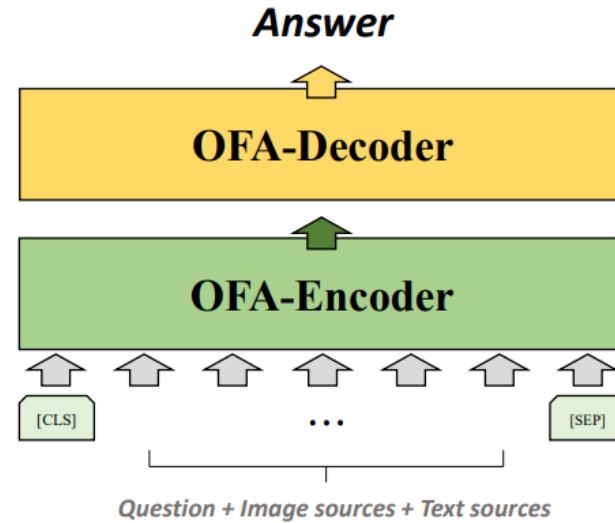 Answer
OFA-Decoder
OFA-Encoder
[CLS] ... [SEP]
Question + Image sources + Text sources